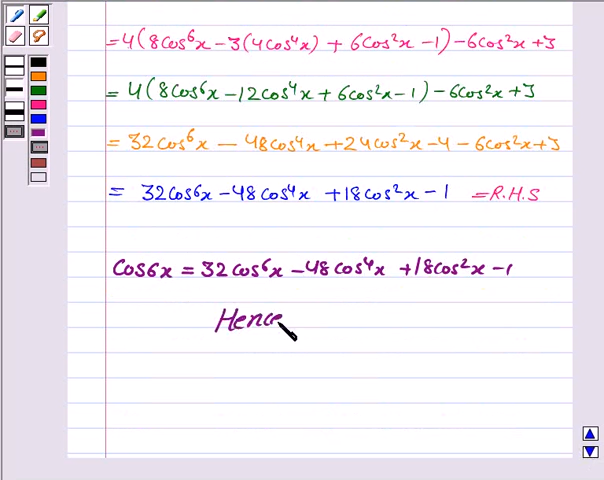 =4(8cos⁶x-3(4cos⁴x)+6cos²x-1)-6cos²x+3
=4(8cos⁶x-12cos⁴x+6cos²x-1)-6cos²x+3
=32cos⁶x-48cos⁴x+24cos²x-4-6cos²x+3
= 32cos⁶x-48cos⁴x+18cos²x-1 =R.H.S
Cos6x=32cos⁶x-48cos⁴x+18cos²x-1
Hence